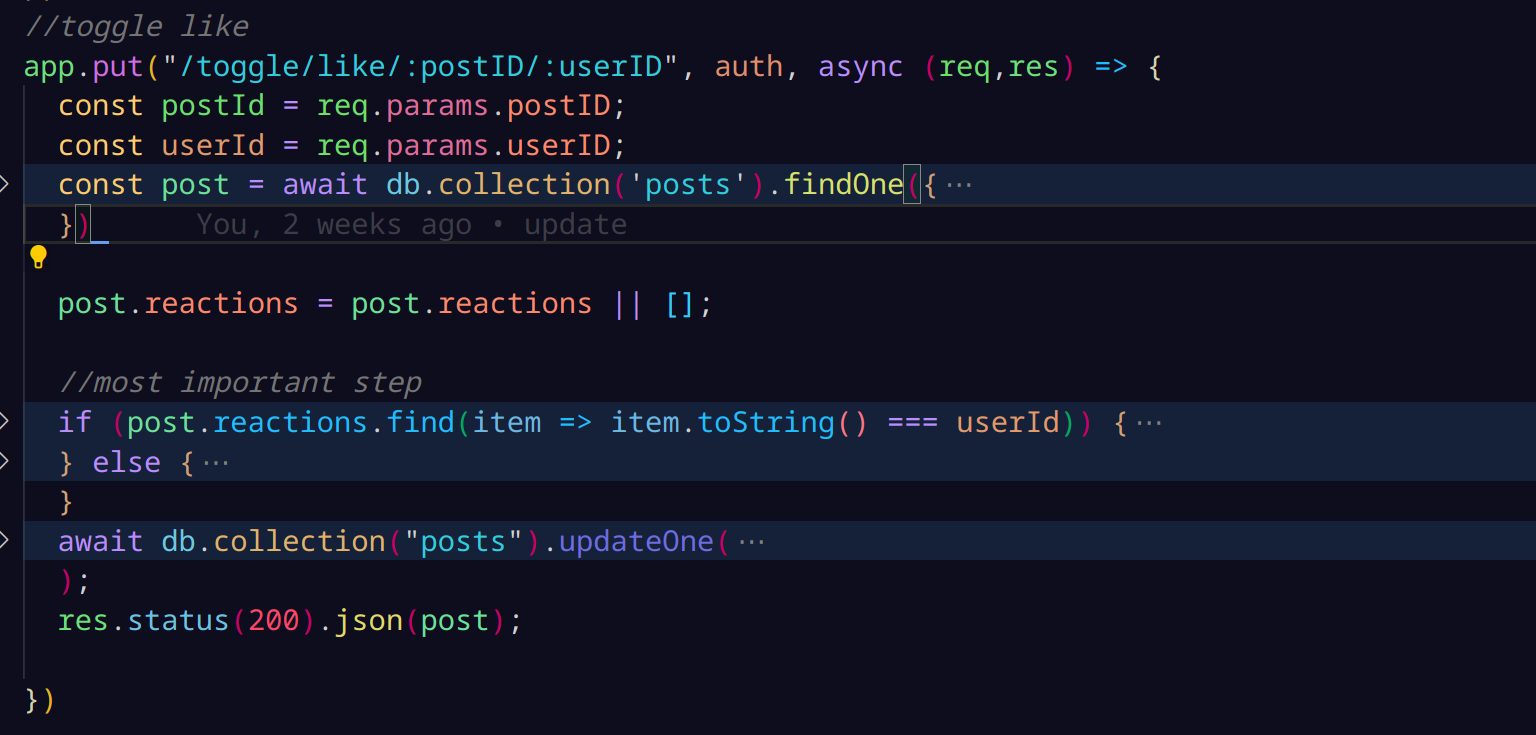 //toggle like
app.put("/toggle/like/:postID/:userID", auth, async (req,res) => {
const postId = req.params.postID;
const userId = req.params.userID;
const post = await db.collection('posts').findOne({ ⋯
}) You, 2 weeks ago • update
post.reactions = post.reactions || [];
//most important step
if (post.reactions.find(item => item.toString() === userId)) { ⋯
} else { ⋯
}
await db.collection("posts").updateOne( ⋯
);
res.status(200).json(post);
})